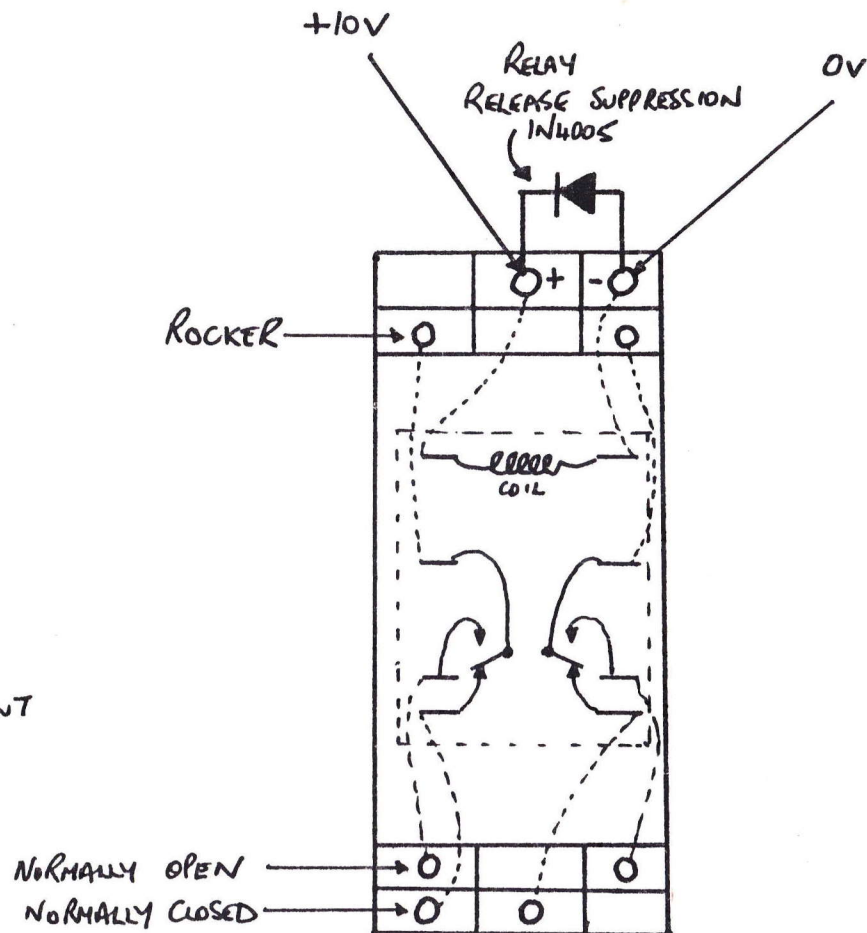 +10V
0V
RELAY
RELEASE SUPPRESSION
IN4005
+ -
ROCKER
COIL
NORMALLY OPEN
NORMALLY CLOSED